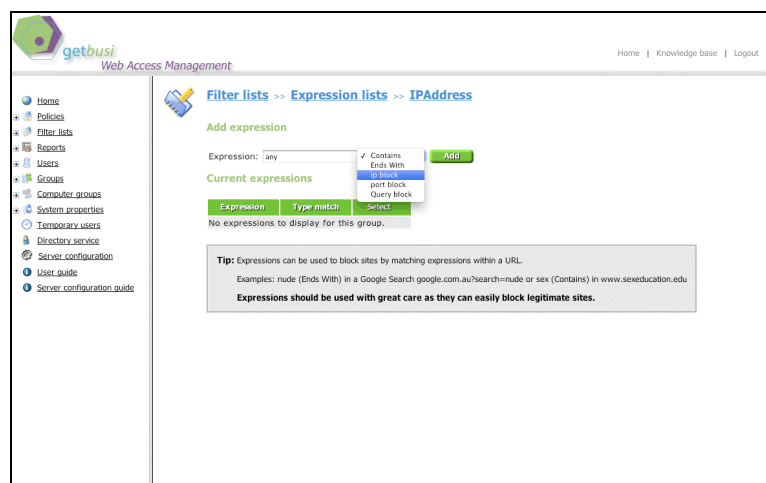 getbusi
Web Access Management
Home | Knowledge base | Logout
Home
Policies
Filter lists
Reports
Users
Groups
Computer groups
System properties
Temporary users
Directory service
Server configuration
User guide
Server configuration guide
Filter lists >> Expression lists >> IPAddress
Add expression
Expression: any
✓ Contains
Ends With
ip block
port block
Query block
Add
Current expressions
Expression Type match Select
No expressions to display for this group.
Tip: Expressions can be used to block sites by matching expressions within a URL.
Examples: nude (Ends With) in a Google Search google.com.au?search=nude or sex (Contains) in www.sexeducation.edu
Expressions should be used with great care as they can easily block legitimate sites.